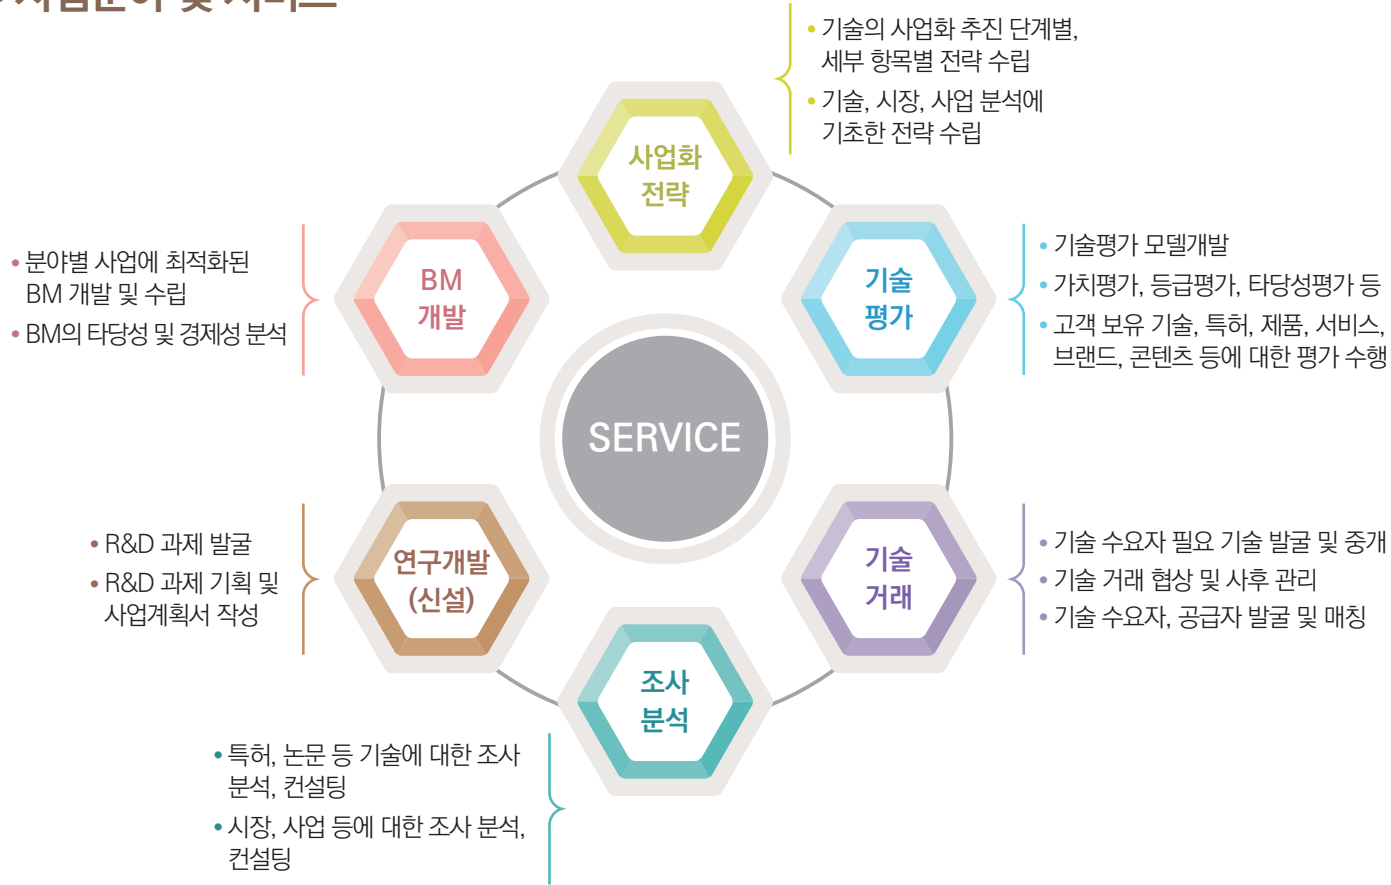 및
기술의 사업화 추진 단계별,
세부 항목별 전략 수립
기술, 시장, 사업 분석에
기초한 전략 수립
사업화
전략
분야별 사업에 최적화된
BM 개발 및 수립
BM의 타당성 및 경제성 분석
BM
개발
기술
평가
기술평가 모델개발
가치평가, 등급평가, 타당성평가 등
고객 보유 기술, 특허, 제품, 서비스,
브랜드, 콘텐츠 등에 대한 평가 수행
SERVICE
R&D 과제 발굴
R&D 과제 기획 및
사업계획서 작성
연구개발
(신설)
기술
거래
기술 수요자 필요 기술 발굴 및 중개
기술 거래 협상 및 사후 관리
기술 수요자, 공급자 발굴 및 매칭
조사
분석
특허, 논문 등 기술에 대한 조사
분석, 컨설팅
시장, 사업 등에 대한 조사 분석,
컨설팅